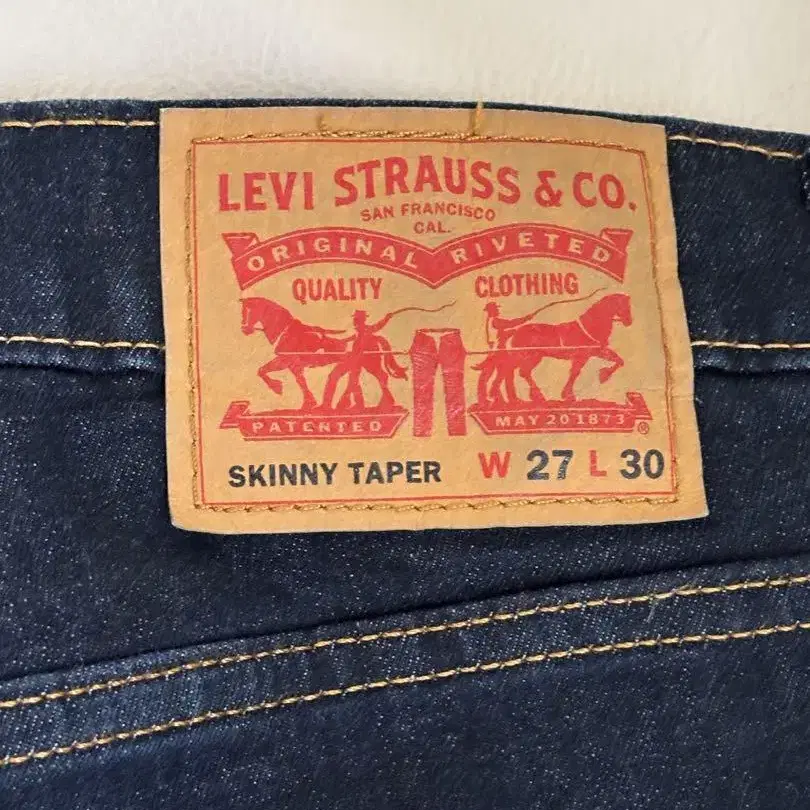 LEVI STRAUSS & CO.
SAN FRANCISCO
CAL.
ORIGINAL RIVETED
QUALITY CLOTHING
PATENTED MAY 20 1873 ®
SKINNY TAPER W 27 L 30